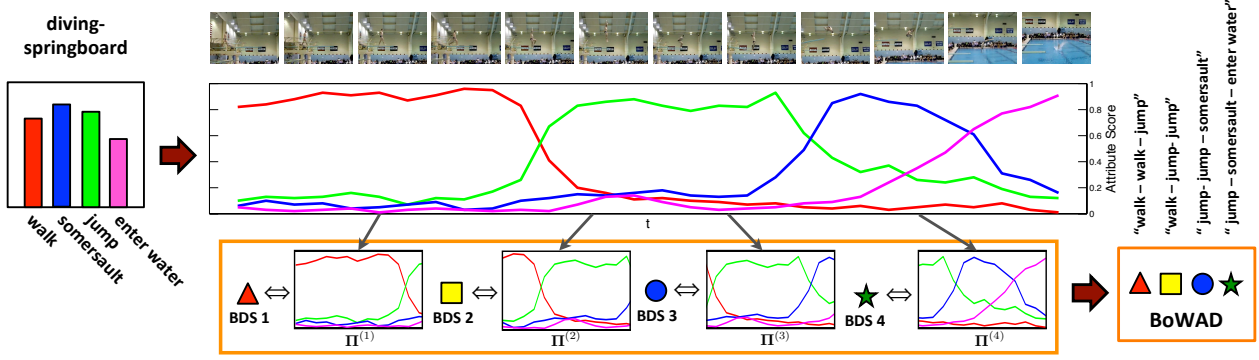 diving-
springboard
walk
somersault
jump
enter water
1
0.8
0.6
0.4
0.2
0
Attribute Score
t
BDS 1
BDS 2
BDS 3
BDS 4
Π⁽¹⁾
Π⁽²⁾
Π⁽³⁾
Π⁽⁴⁾
“walk – walk – jump”
“walk – jump- jump”
“ jump- jump – somersault”
“ jump – somersault – enter water”
BoWAD